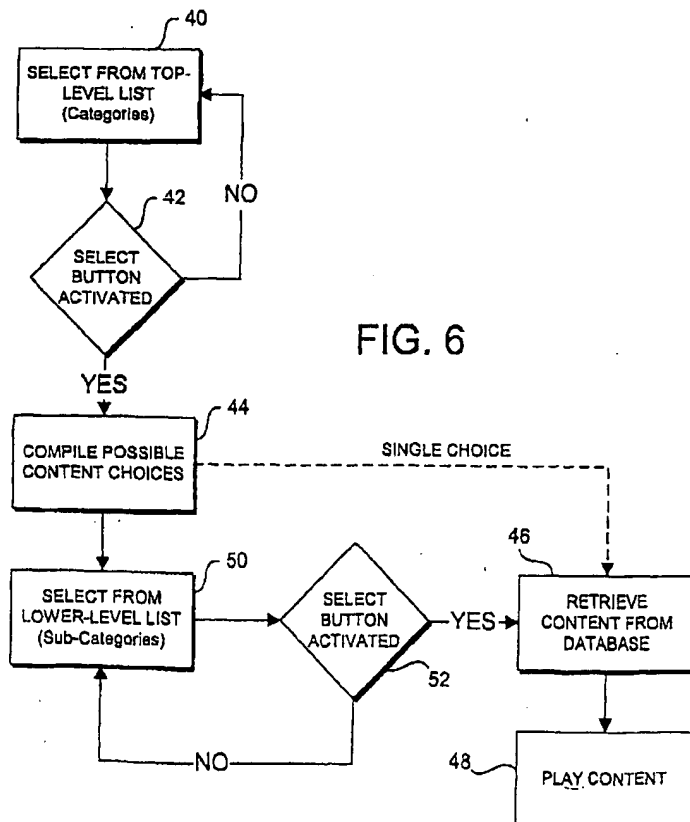 40
SELECT FROM TOP-
LEVEL LIST
(Categories)
NO
42
SELECT
BUTTON
ACTIVATED
FIG. 6
YES
44
COMPILE POSSIBLE
CONTENT CHOICES
SINGLE CHOICE
50
SELECT FROM
LOWER-LEVEL LIST
(Sub-Categories)
SELECT
BUTTON
ACTIVATED
52
YES
46
RETRIEVE
CONTENT FROM
DATABASE
NO
48
PLAY CONTENT